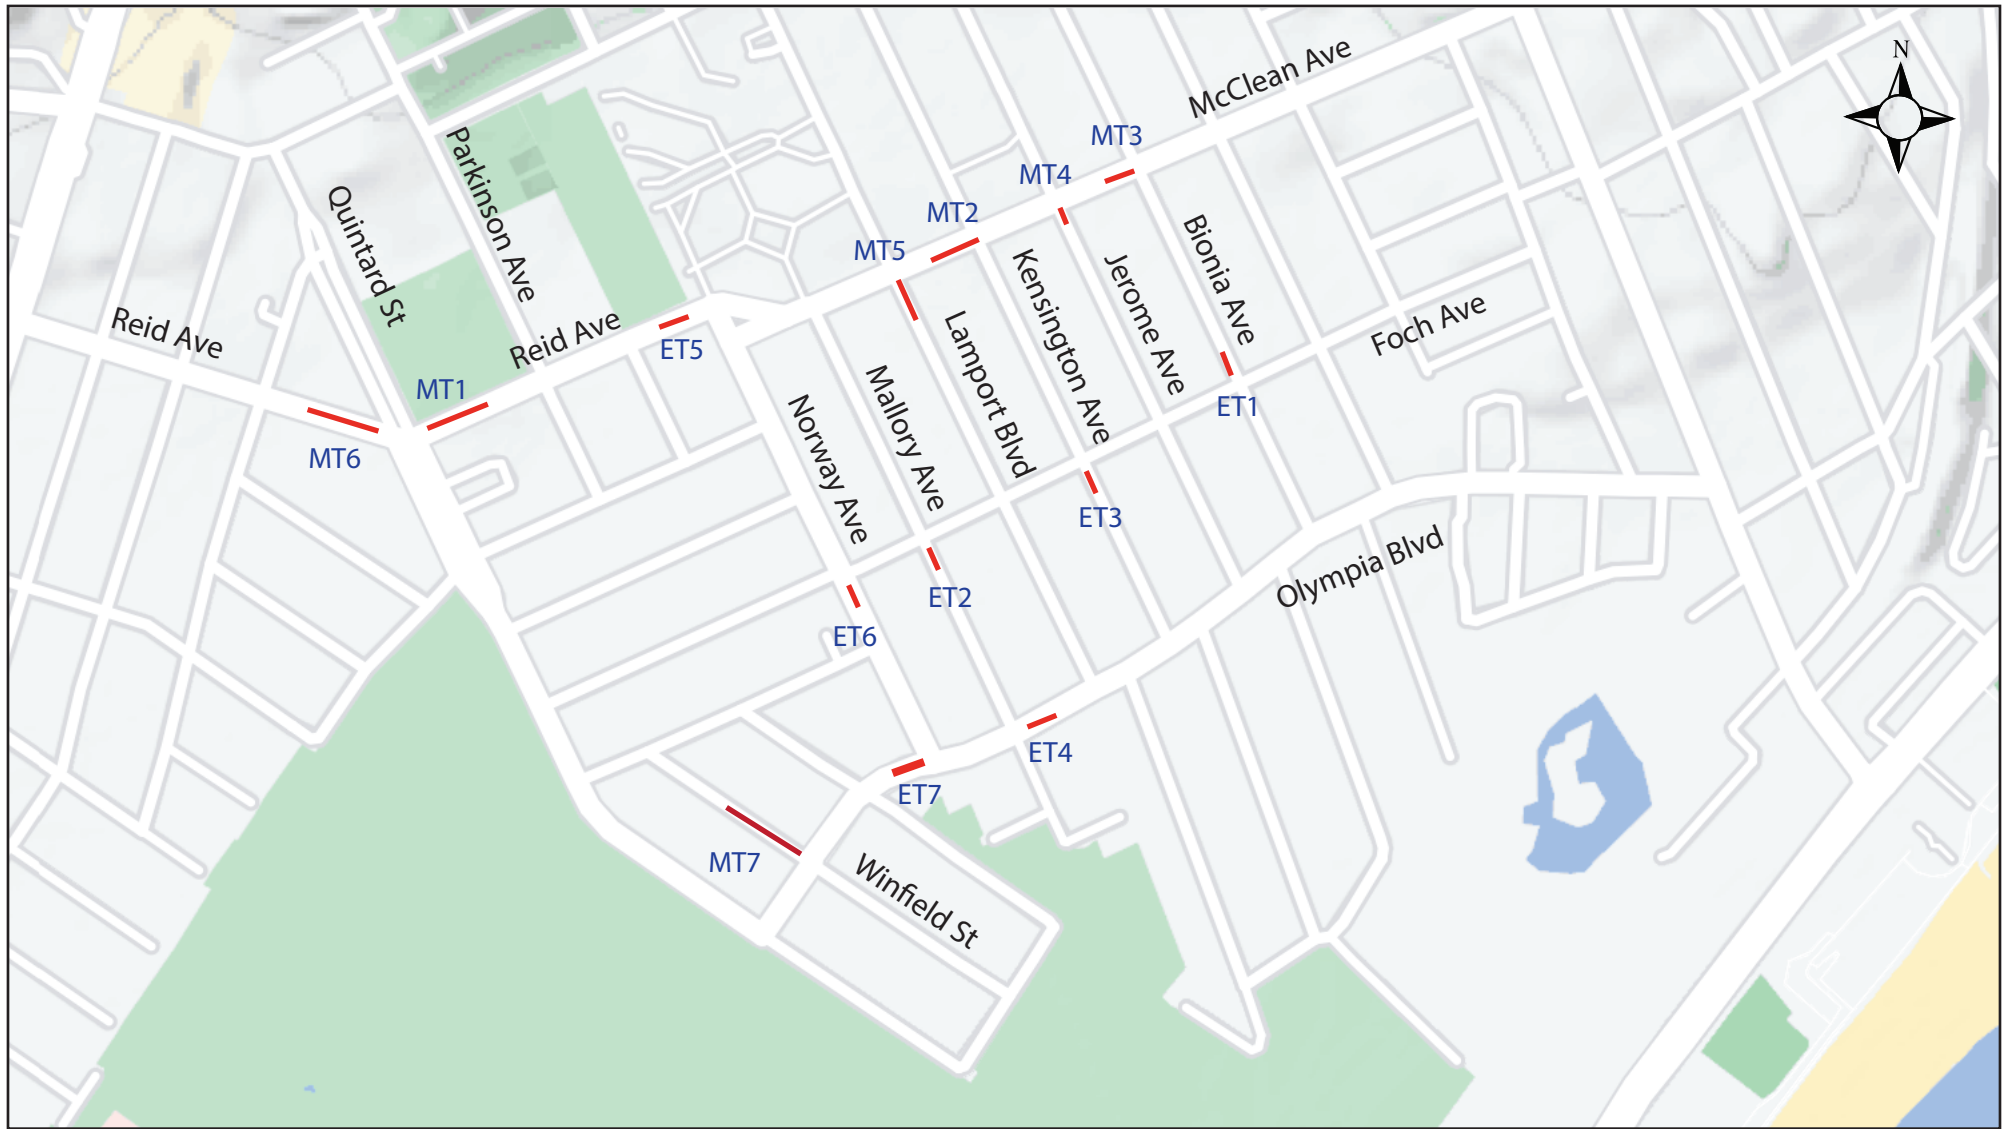 N
McClean Ave
MT3
MT4
MT2
MT5
Parkinson Ave
Quintard St
Reid Ave
Reid Ave
ET5
MT1
MT6
Bionia Ave
Jerome Ave
Kensington Ave
Lamport Blvd
Mallory Ave
Norway Ave
Foch Ave
ET1
ET3
ET2
ET6
Olympia Blvd
ET4
ET7
MT7
Winfield St